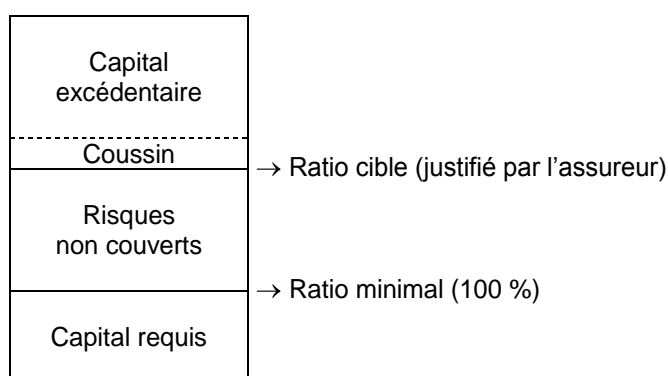 Capital
excédentaire
Coussin
→ Ratio cible (justifié par l’assureur)
Risques
non couverts
→ Ratio minimal (100 %)
Capital requis